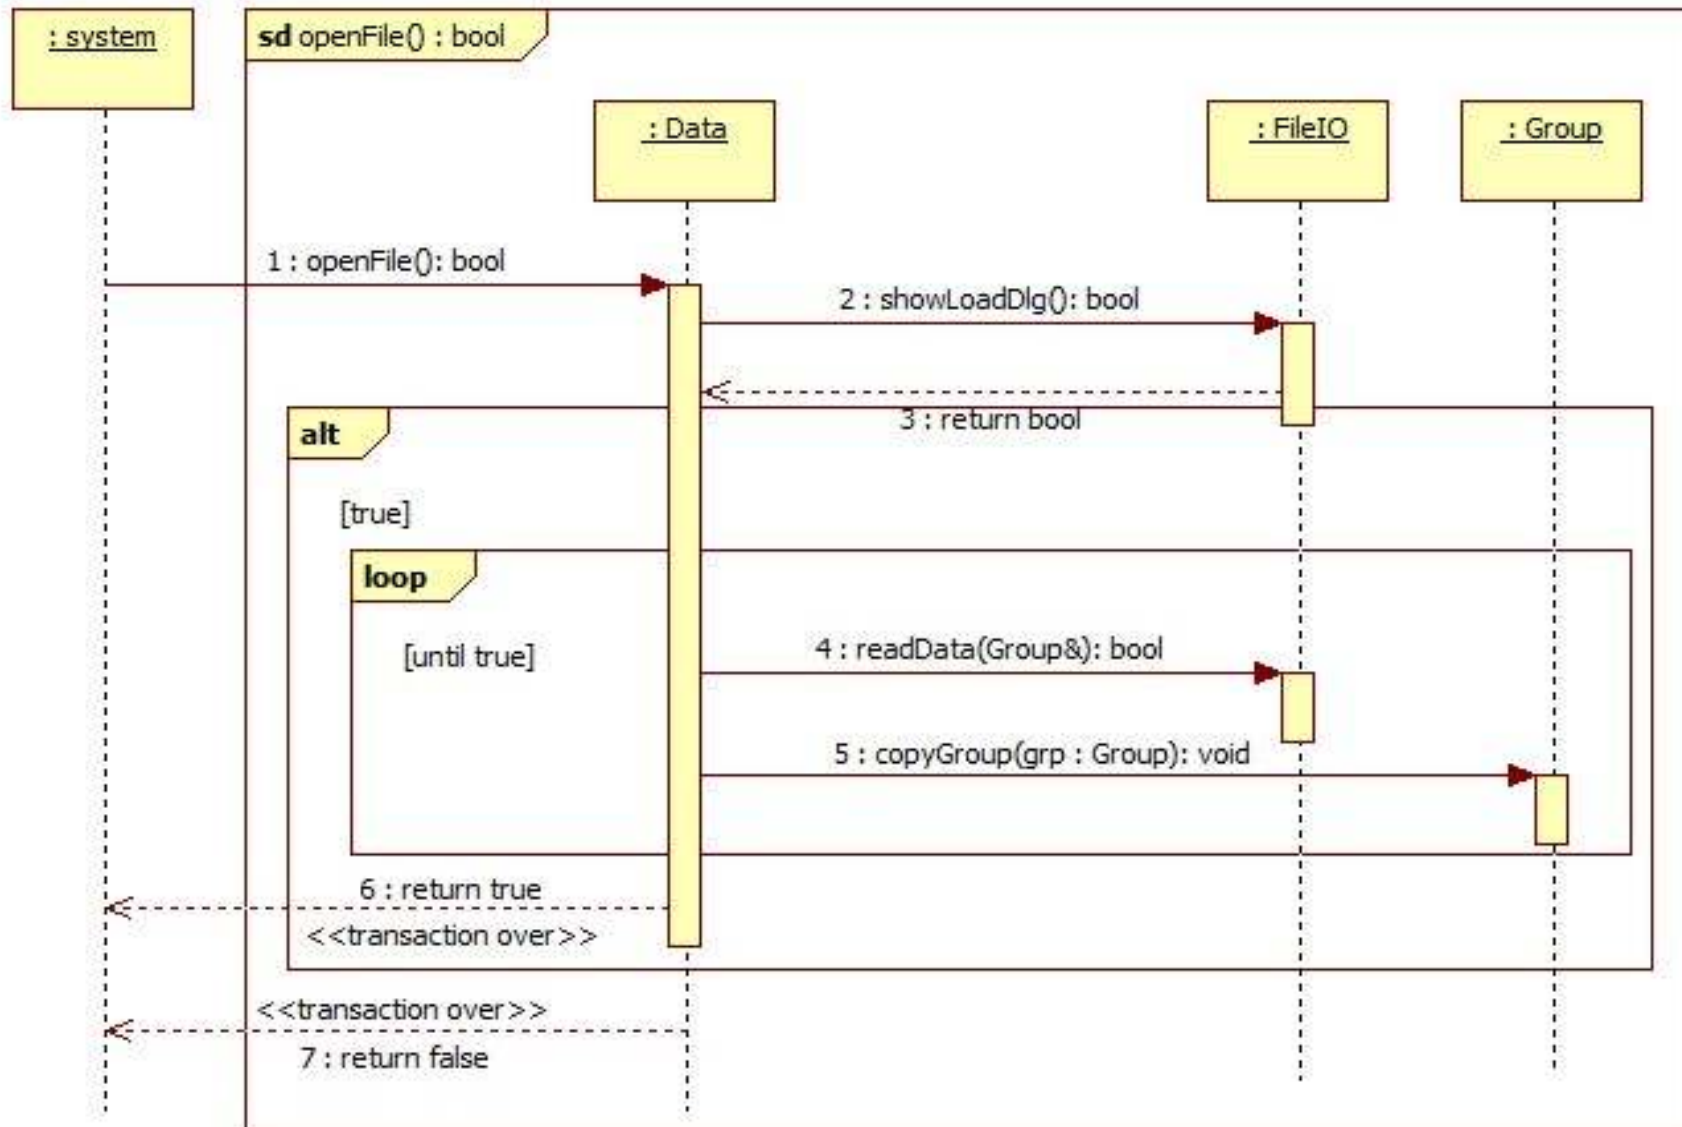 : system
sd openFile() : bool
: Data
: FileIO
: Group
1 : openFile(): bool
2 : showLoadDlg(): bool
3 : return bool
alt
[true]
loop
[until true]
4 : readData(Group&): bool
5 : copyGroup(grp : Group): void
6 : return true
<<transaction over>>
<<transaction over>>
7 : return false